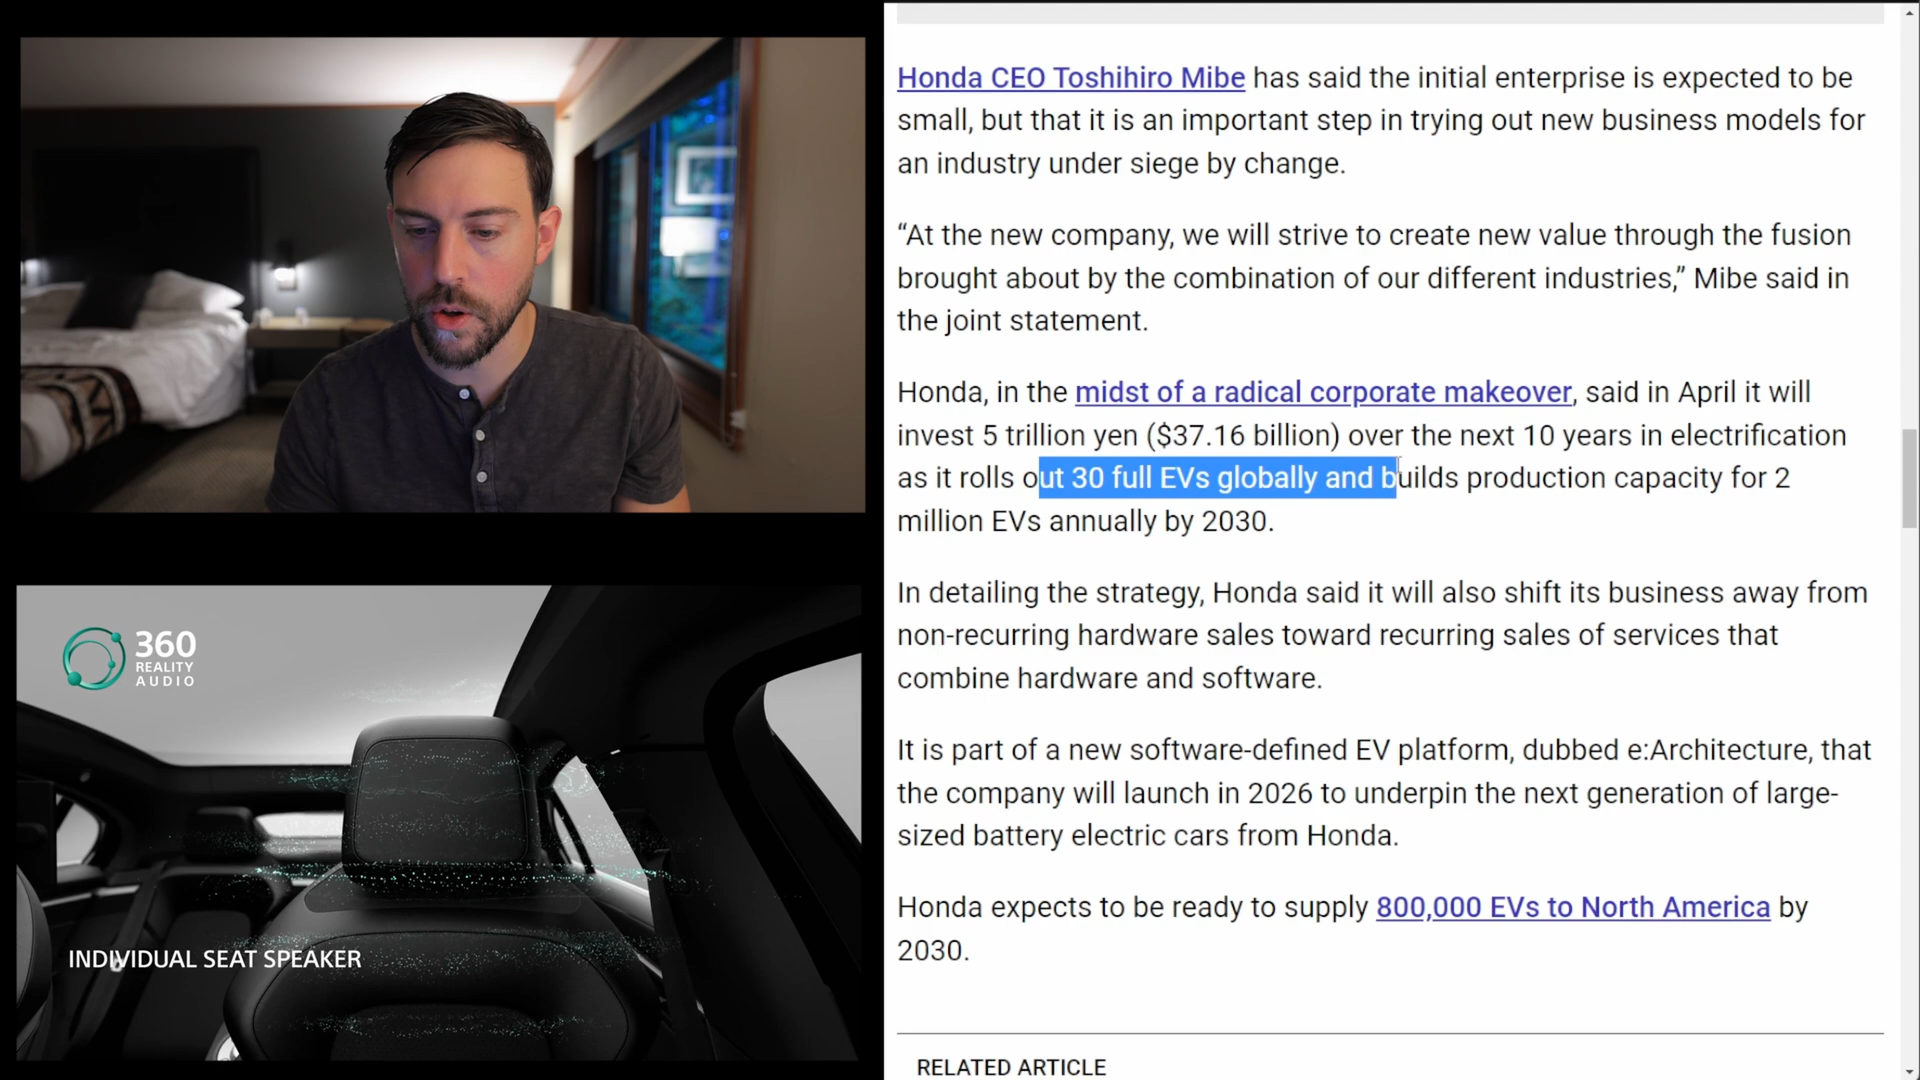 Honda CEO Toshihiro Mibe has said the initial enterprise is expected to be
small, but that it is an important step in trying out new business models for
an industry under siege by change.
“At the new company, we will strive to create new value through the fusion
brought about by the combination of our different industries,” Mibe said in
the joint statement.
Honda, in the midst of a radical corporate makeover, said in April it will
invest 5 trillion yen ($37.16 billion) over the next 10 years in electrification
as it rolls out 30 full EVs globally and builds production capacity for 2
million EVs annually by 2030.
In detailing the strategy, Honda said it will also shift its business away from
non-recurring hardware sales toward recurring sales of services that
combine hardware and software.
It is part of a new software-defined EV platform, dubbed e:Architecture, that
the company will launch in 2026 to underpin the next generation of large-
sized battery electric cars from Honda.
Honda expects to be ready to supply 800,000 EVs to North America by
2030.
RELATED ARTICLE
360
REALITY
AUDIO
INDIVIDUAL SEAT SPEAKER